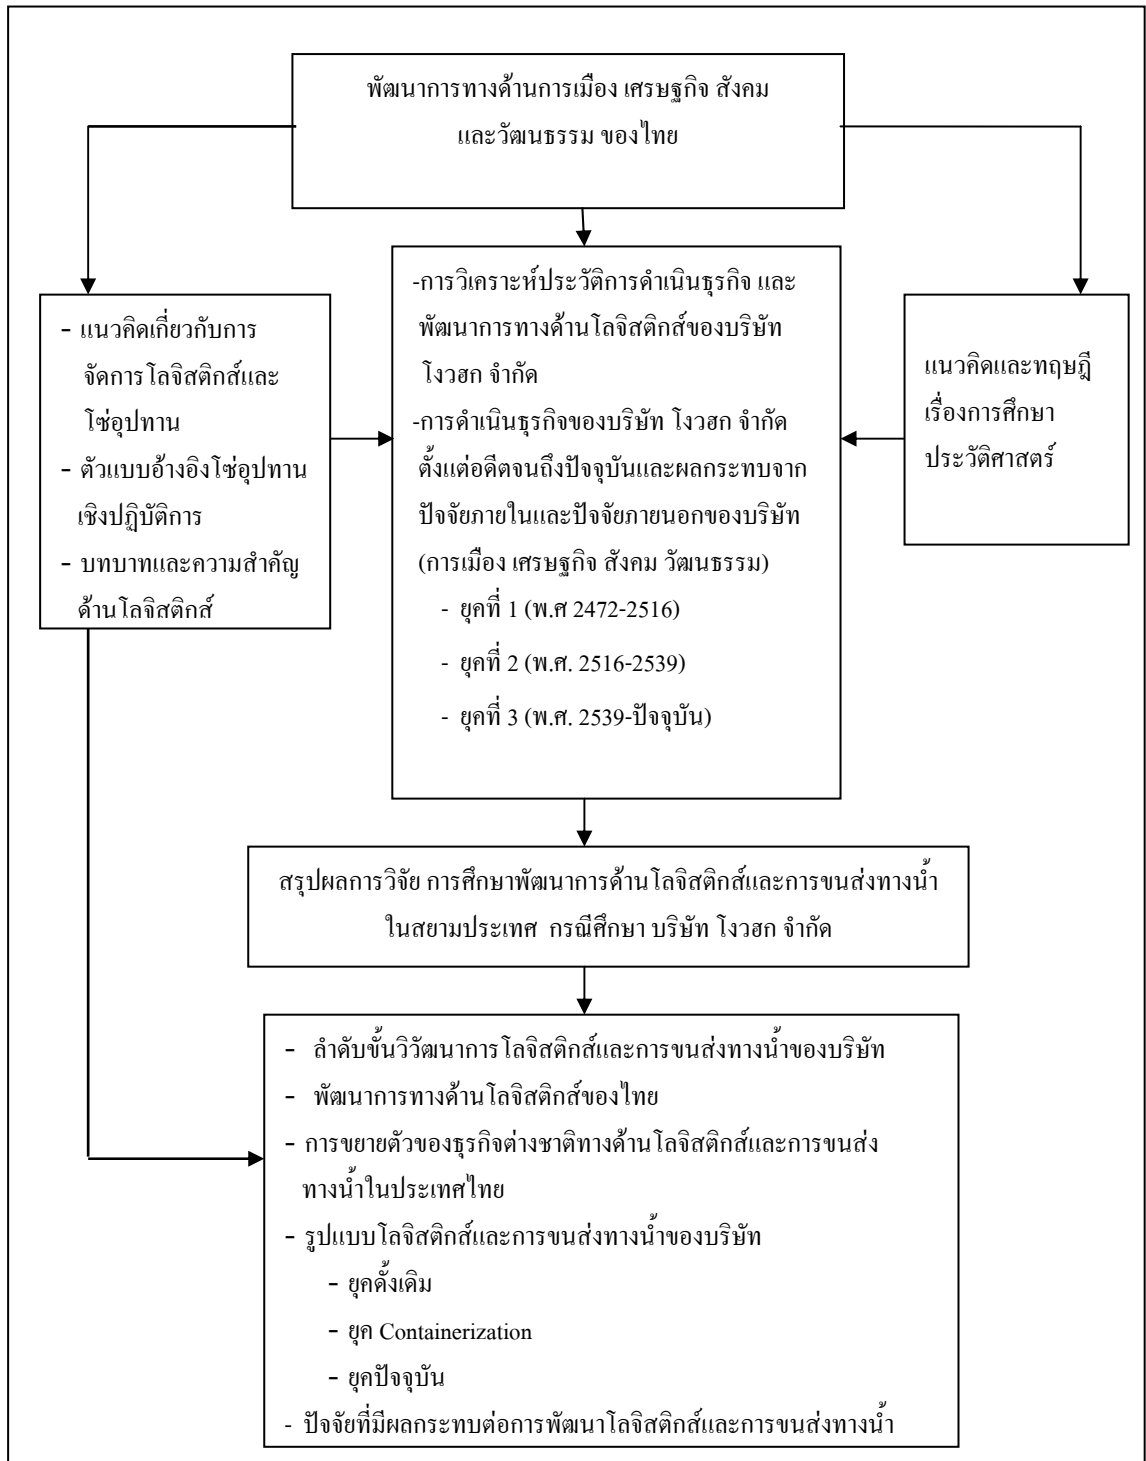 พัฒนาการทางด้านการเมือง เศรษฐกิจ สังคม
และวัฒนธรรม ของไทย
- แนวคิดเกี่ยวกับการ
จัดการโลจิสติกส์และ
โซ่อุปทาน
- ตัวแบบอ้างอิงโซ่อุปทาน
เชิงปฏิบัติการ
- บทบาทและความสำคัญ
ด้านโลจิสติกส์
-การวิเคราะห์ประวัติการดำเนินธุรกิจ และ
พัฒนาการทางด้านโลจิสติกส์ของบริษัท
โงวฮก จำกัด
-การดำเนินธุรกิจของบริษัท โงวฮก จำกัด
ตั้งแต่อดีตจนถึงปัจจุบันและผลกระทบจาก
ปัจจัยภายในและปัจจัยภายนอกของบริษัท
(การเมือง เศรษฐกิจ สังคม วัฒนธรรม)
- ยุคที่ 1 (พ.ศ 2472-2516)
- ยุคที่ 2 (พ.ศ. 2516-2539)
- ยุคที่ 3 (พ.ศ. 2539-ปัจจุบัน)
แนวคิดและทฤษฎี
เรื่องการศึกษา
ประวัติศาสตร์
สรุปผลการวิจัย การศึกษาพัฒนาการด้านโลจิสติกส์และการขนส่งทางน้ำ
ในสยามประเทศ กรณีศึกษา บริษัท โงวฮก จำกัด
- ลำดับขั้นวิวัฒนาการโลจิสติกส์และการขนส่งทางน้ำของบริษัท
- พัฒนาการทางด้านโลจิสติกส์ของไทย
- การขยายตัวของธุรกิจต่างชาติทางด้านโลจิสติกส์และการขนส่ง
ทางน้ำในประเทศไทย
- รูปแบบโลจิสติกส์และการขนส่งทางน้ำของบริษัท
- ยุคดั้งเดิม
- ยุค Containerization
- ยุคปัจจุบัน
- ปัจจัยที่มีผลกระทบต่อการพัฒนาโลจิสติกส์และการขนส่งทางน้ำ